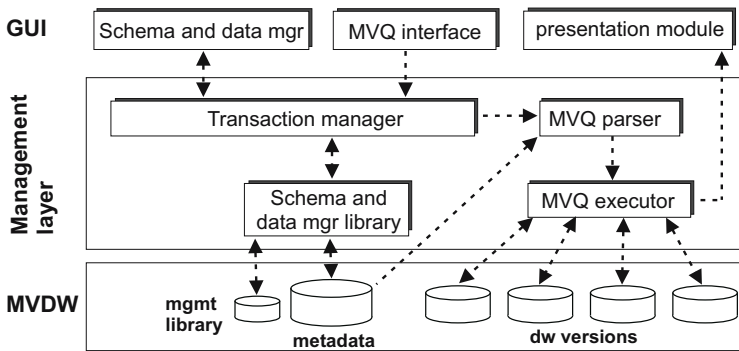 GUI
Schema and data mgr
MVQ interface
presentation module
Management
layer
Transaction manager
MVQ parser
Schema and
data mgr library
MVQ executor
MVDW
mgmt
library
metadata
dw versions